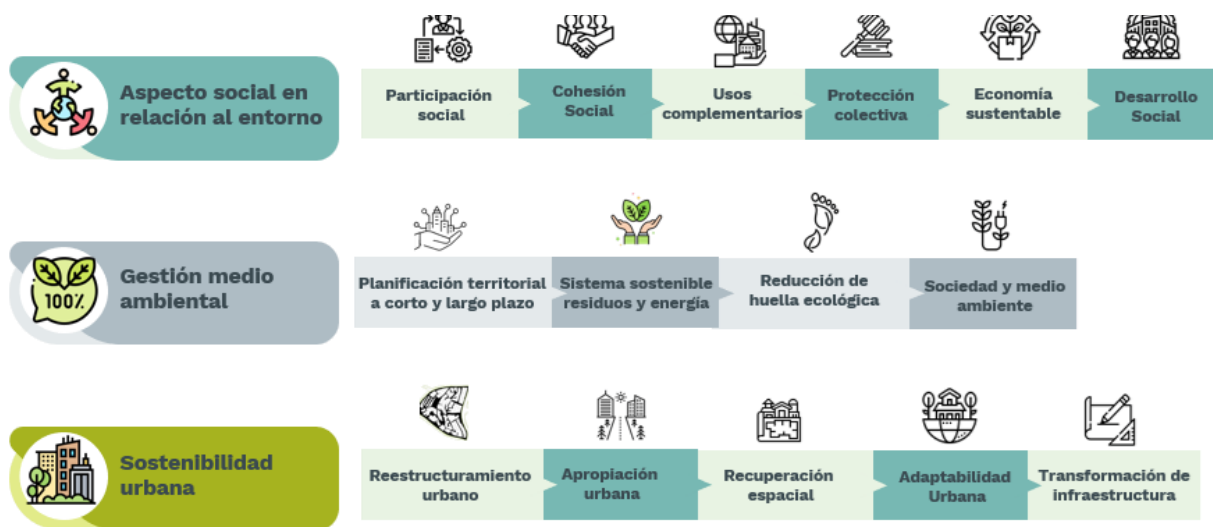 Aspecto social en
relación al entorno
Participación
social
Cohesión
Social
Usos
complementarios
Protección
colectiva
Economía
sustentable
Desarrollo
Social
Gestión medio
ambiental
100%
Planificación territorial
a corto y largo plazo
Sistema sostenible
residuos y energía
Reducción de
huella ecológica
Sociedad y medio
ambiente
Sostenibilidad
urbana
Reestructuramiento
urbano
Apropiación
urbana
Recuperación
espacial
Adaptabilidad
Urbana
Transformación de
infraestructura